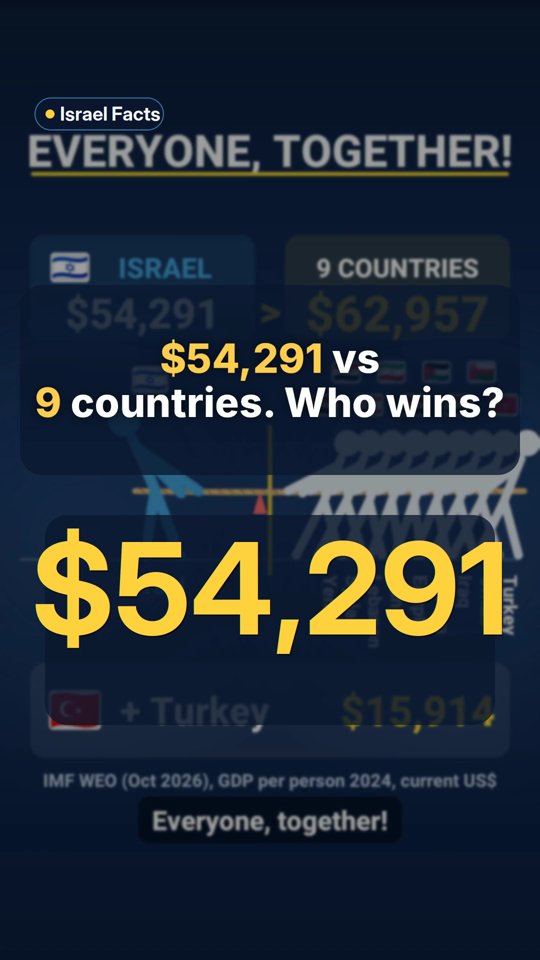 Israel Facts
EVERYONE, TOGETHER!
ISRAEL
9 COUNTRIES
$54,291 > $62,957
$54,291 vs
9 countries. Who wins?
$54,291
Turkey
Iraq
+ Turkey $15,914
IMF WEO (Oct 2026), GDP per person 2024, current US$
Everyone, together!